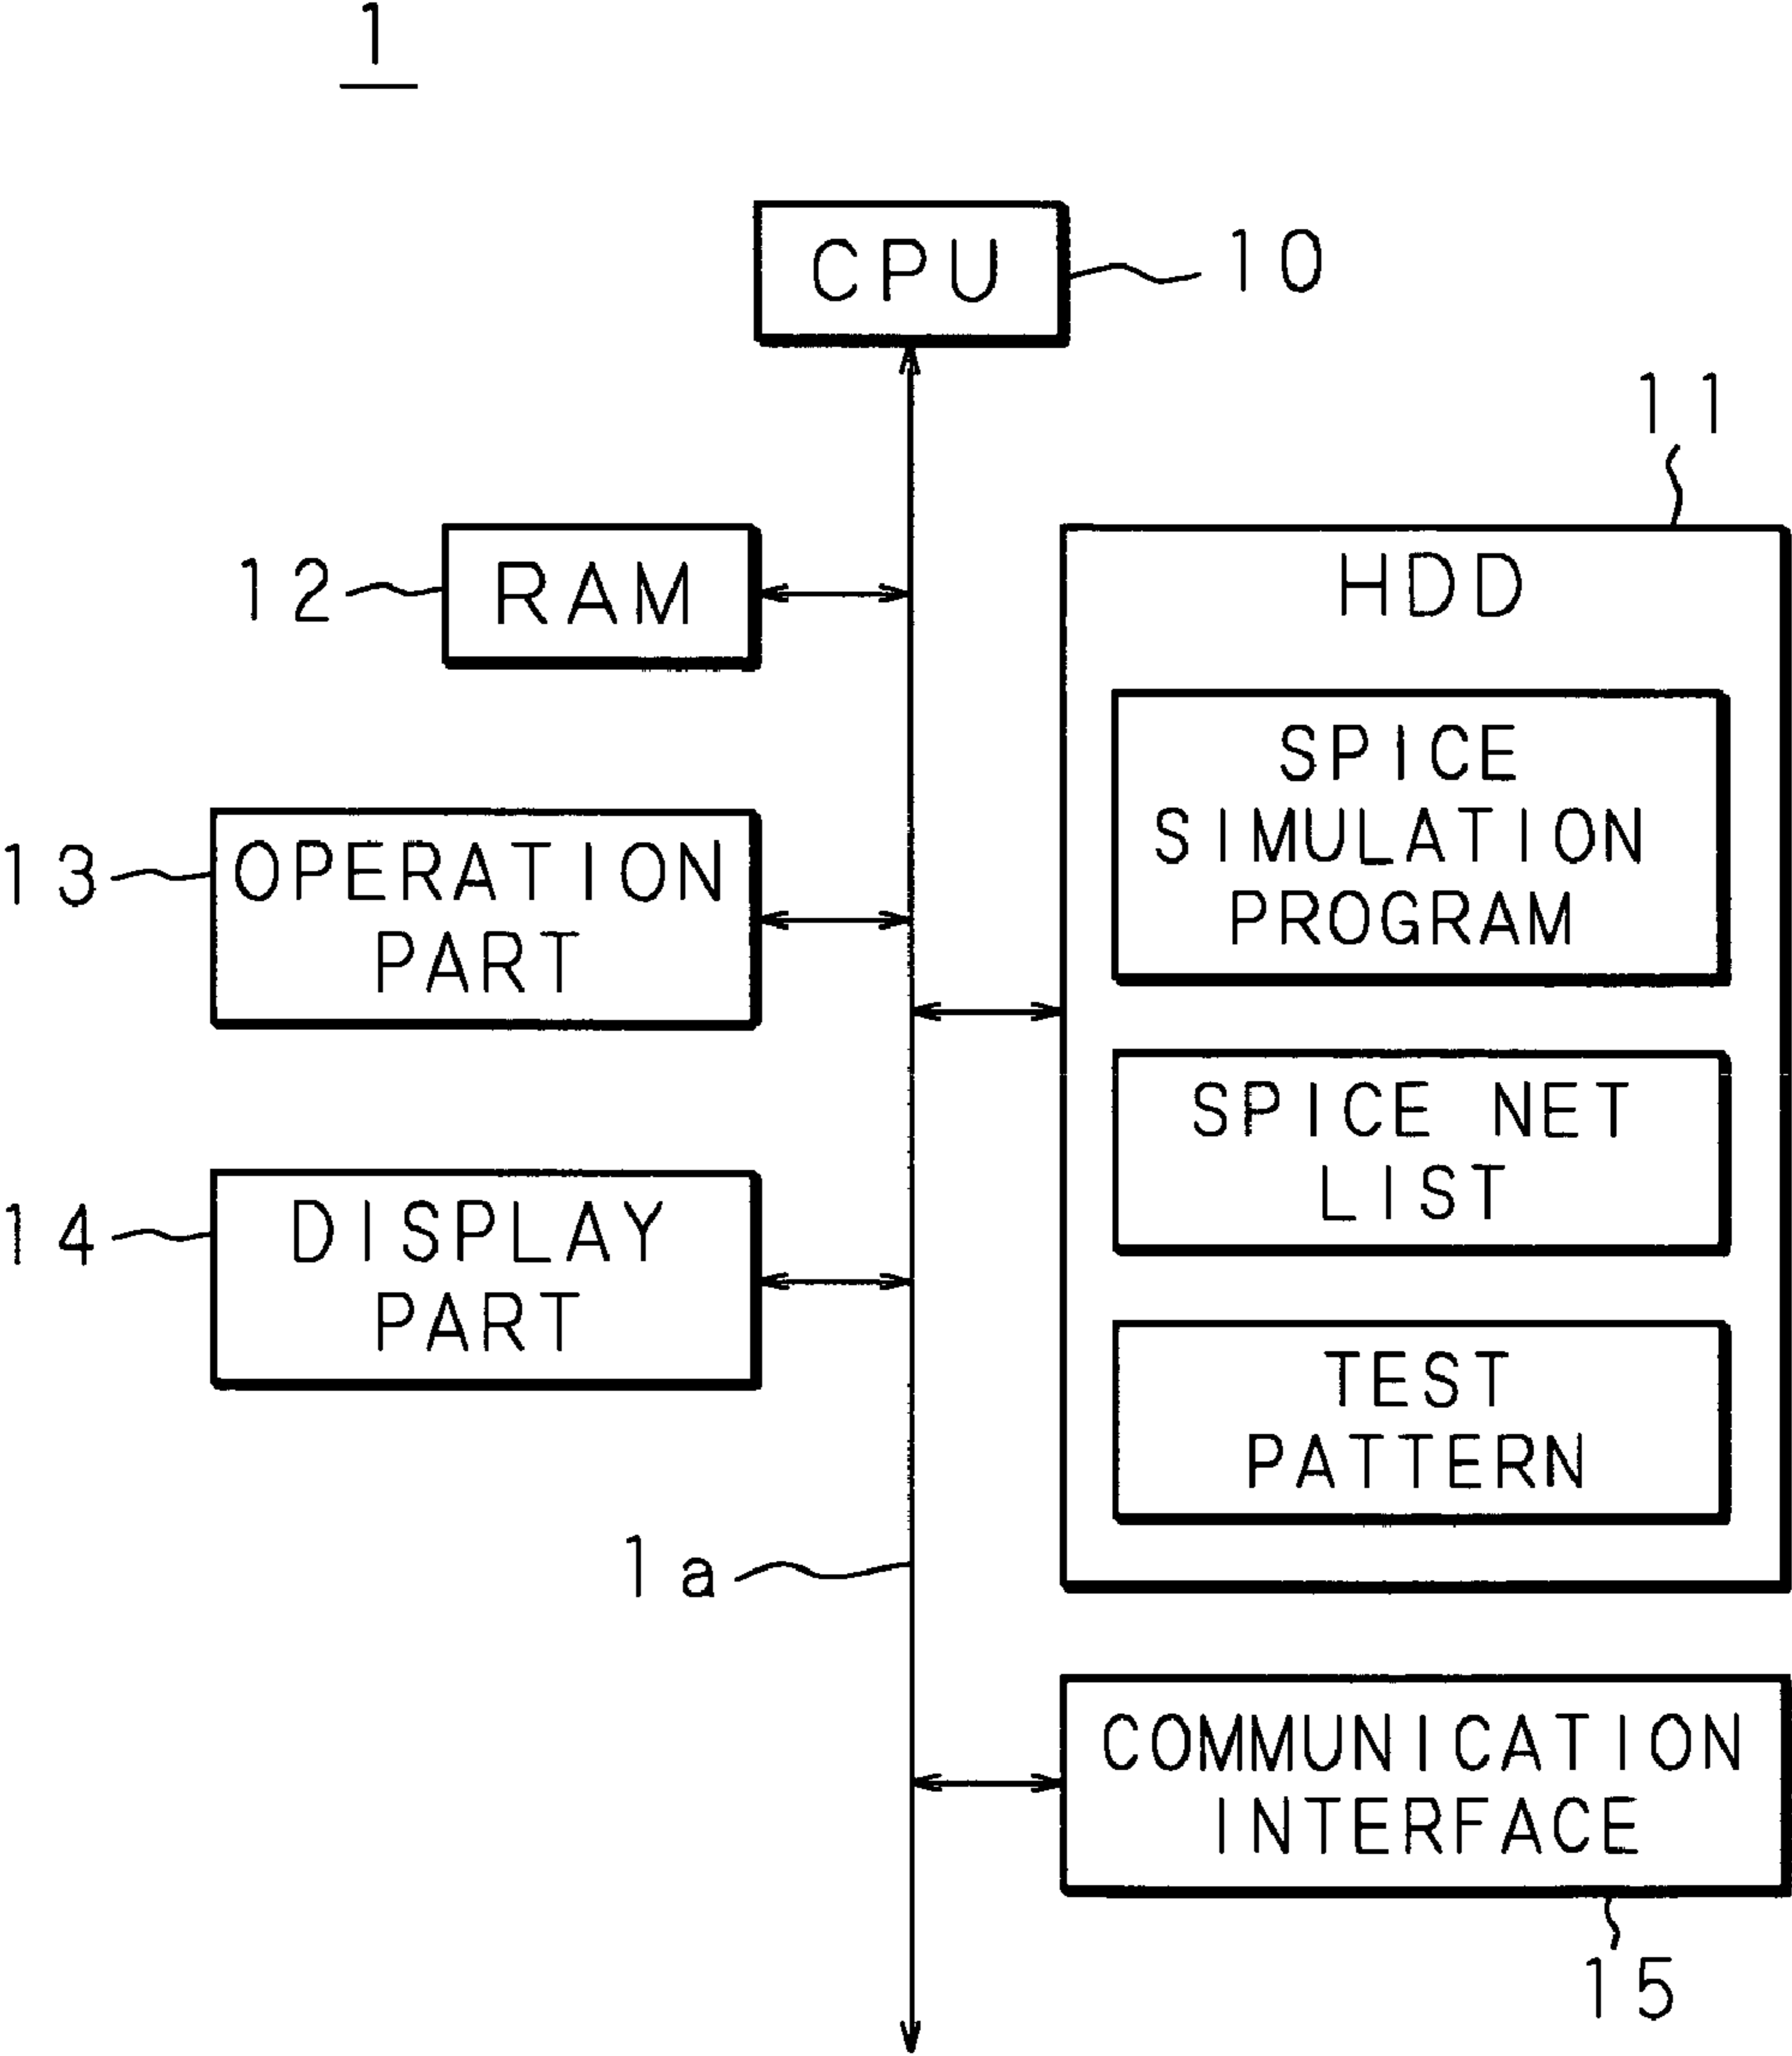 1
CPU
10
11
12
RAM
HDD
SPICE
SIMULATION
PROGRAM
13
OPERATION
PART
SPICE NET
LIST
14
DISPLAY
PART
TEST
PATTERN
1a
COMMUNICATION
INTERFACE
15